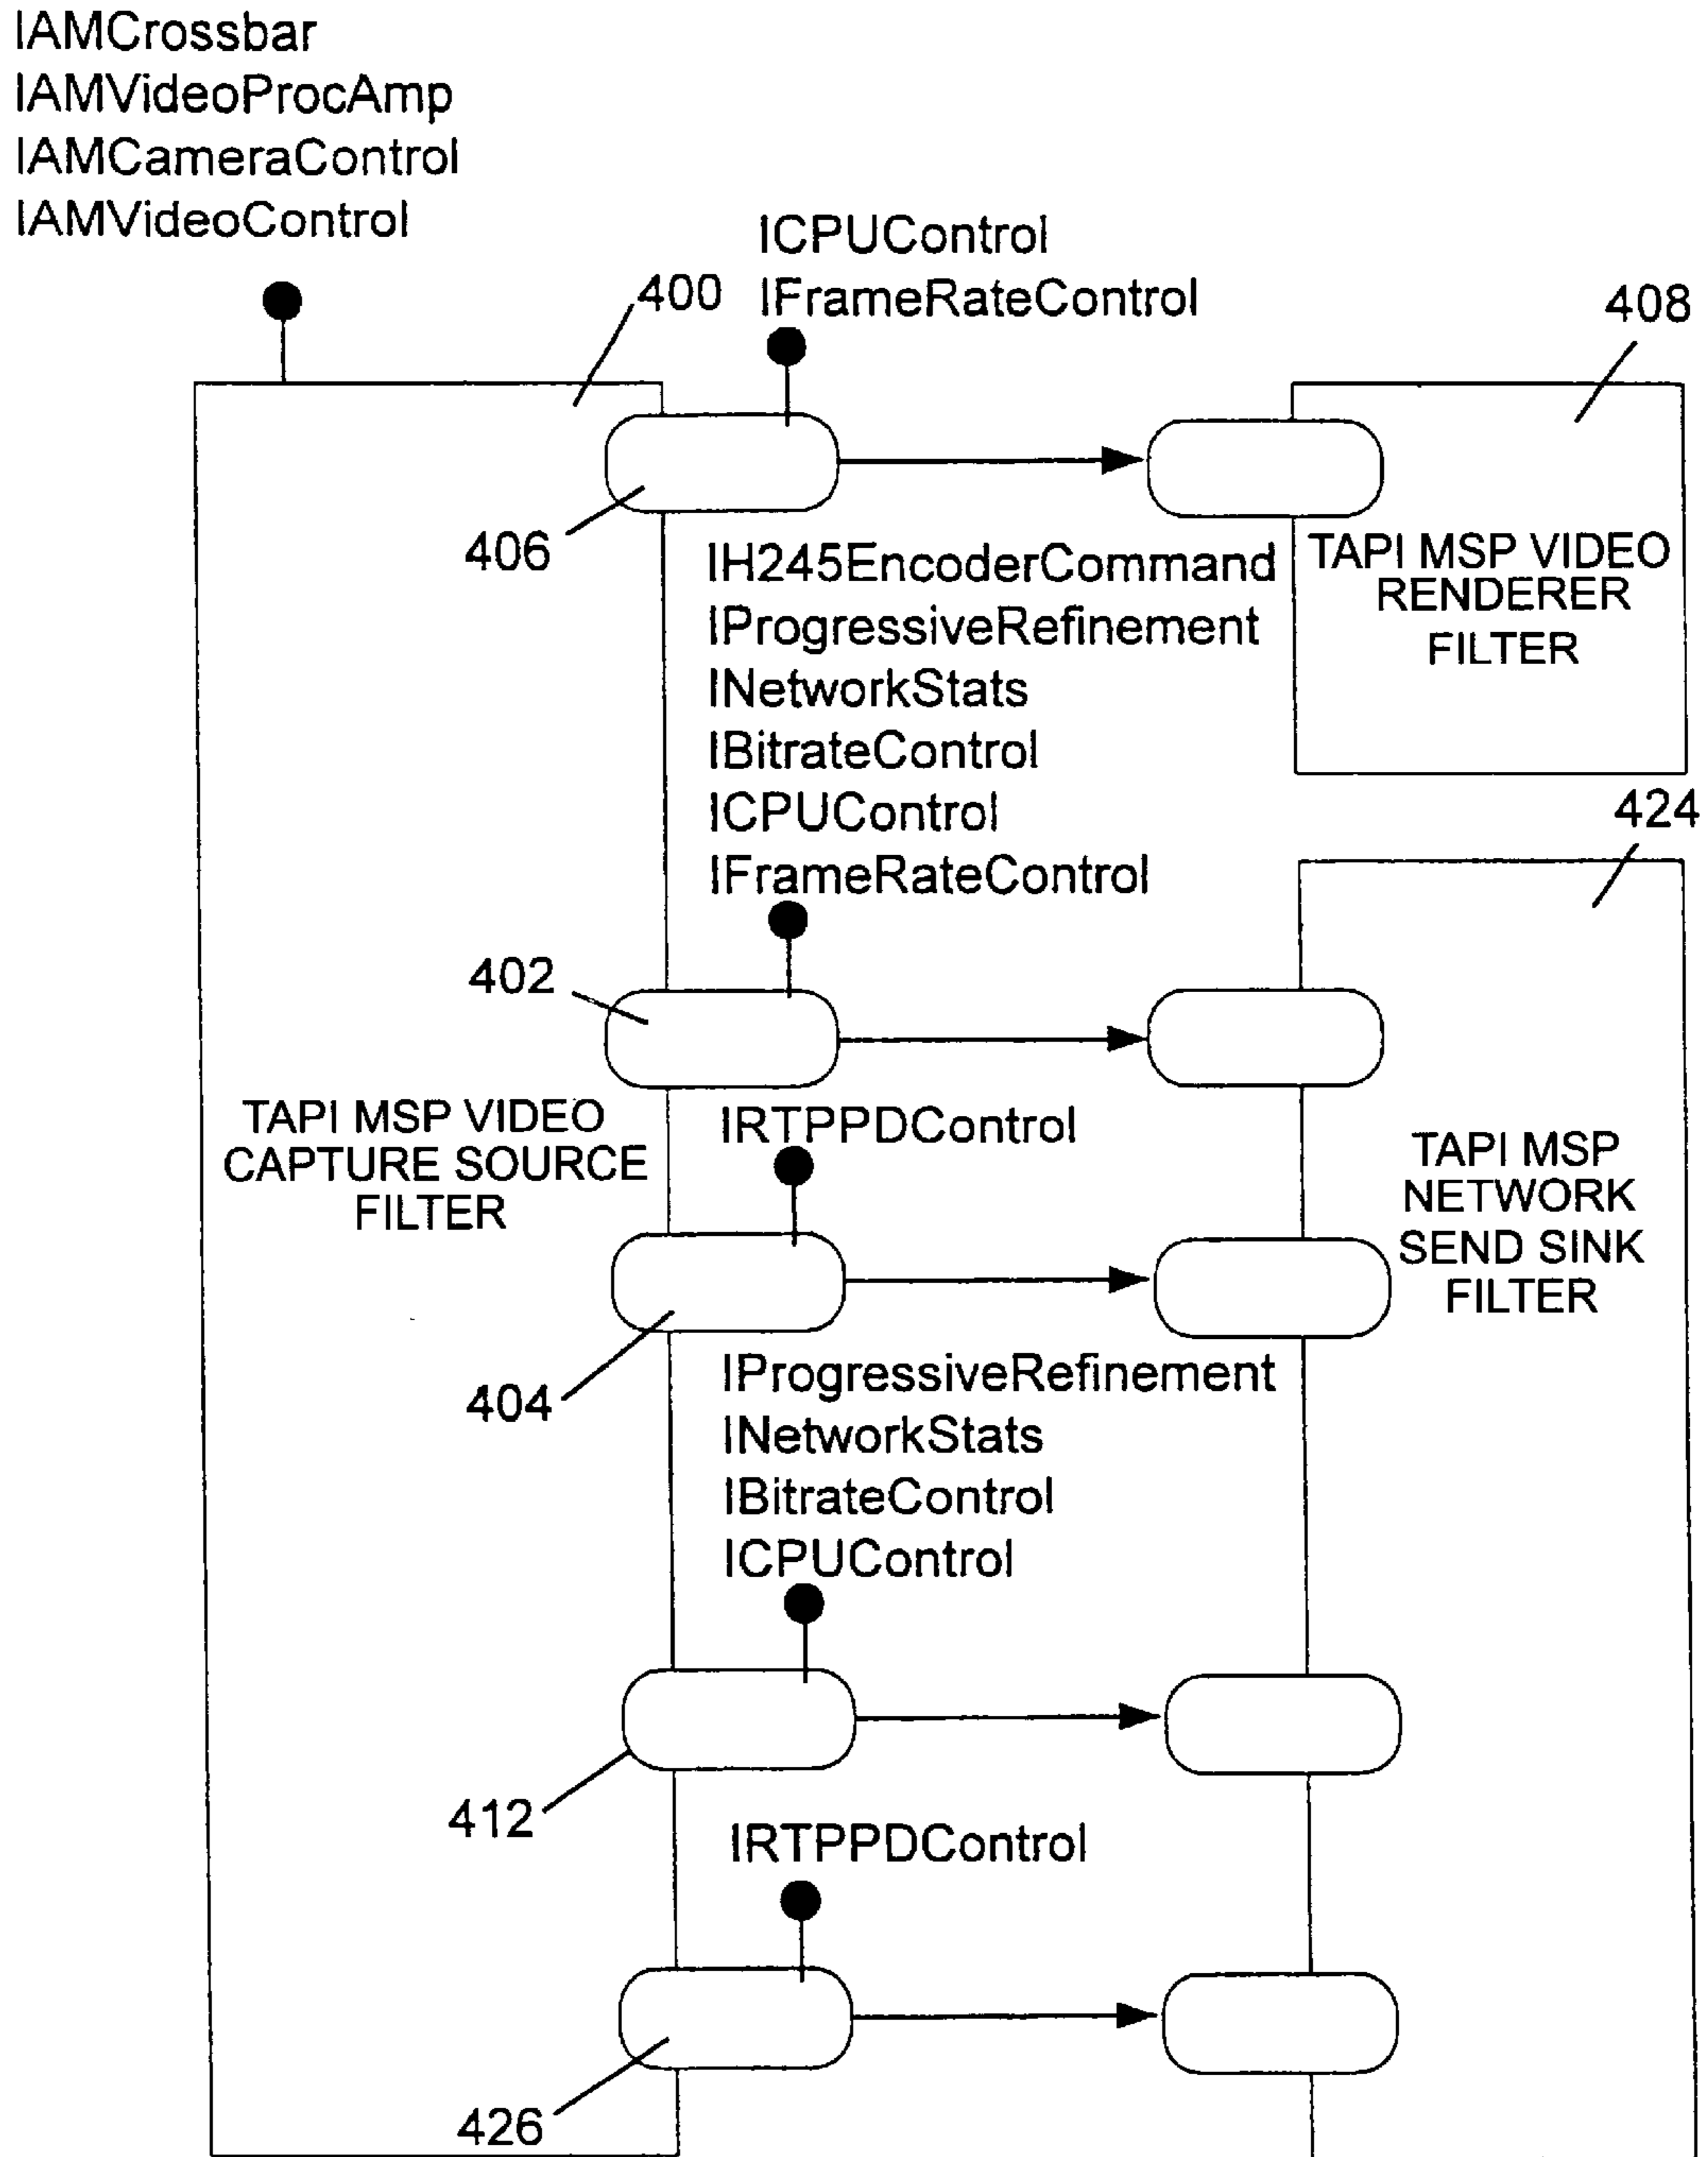 IAMCrossbar
IAMVideoProcAmp
IAMCameraControl
IAMVideoControl
ICPUControl
IFrameRateControl
400
408
406
TAPI MSP VIDEO
RENDERER
FILTER
IH245EncoderCommand
IProgressiveRefinement
INetworkStats
IBitrateControl
ICPUControl
IFrameRateControl
424
402
TAPI MSP VIDEO
CAPTURE SOURCE
FILTER
IRTPPDControl
TAPI MSP
NETWORK
SEND SINK
FILTER
404
IProgressiveRefinement
INetworkStats
IBitrateControl
ICPUControl
412
IRTPPDControl
426